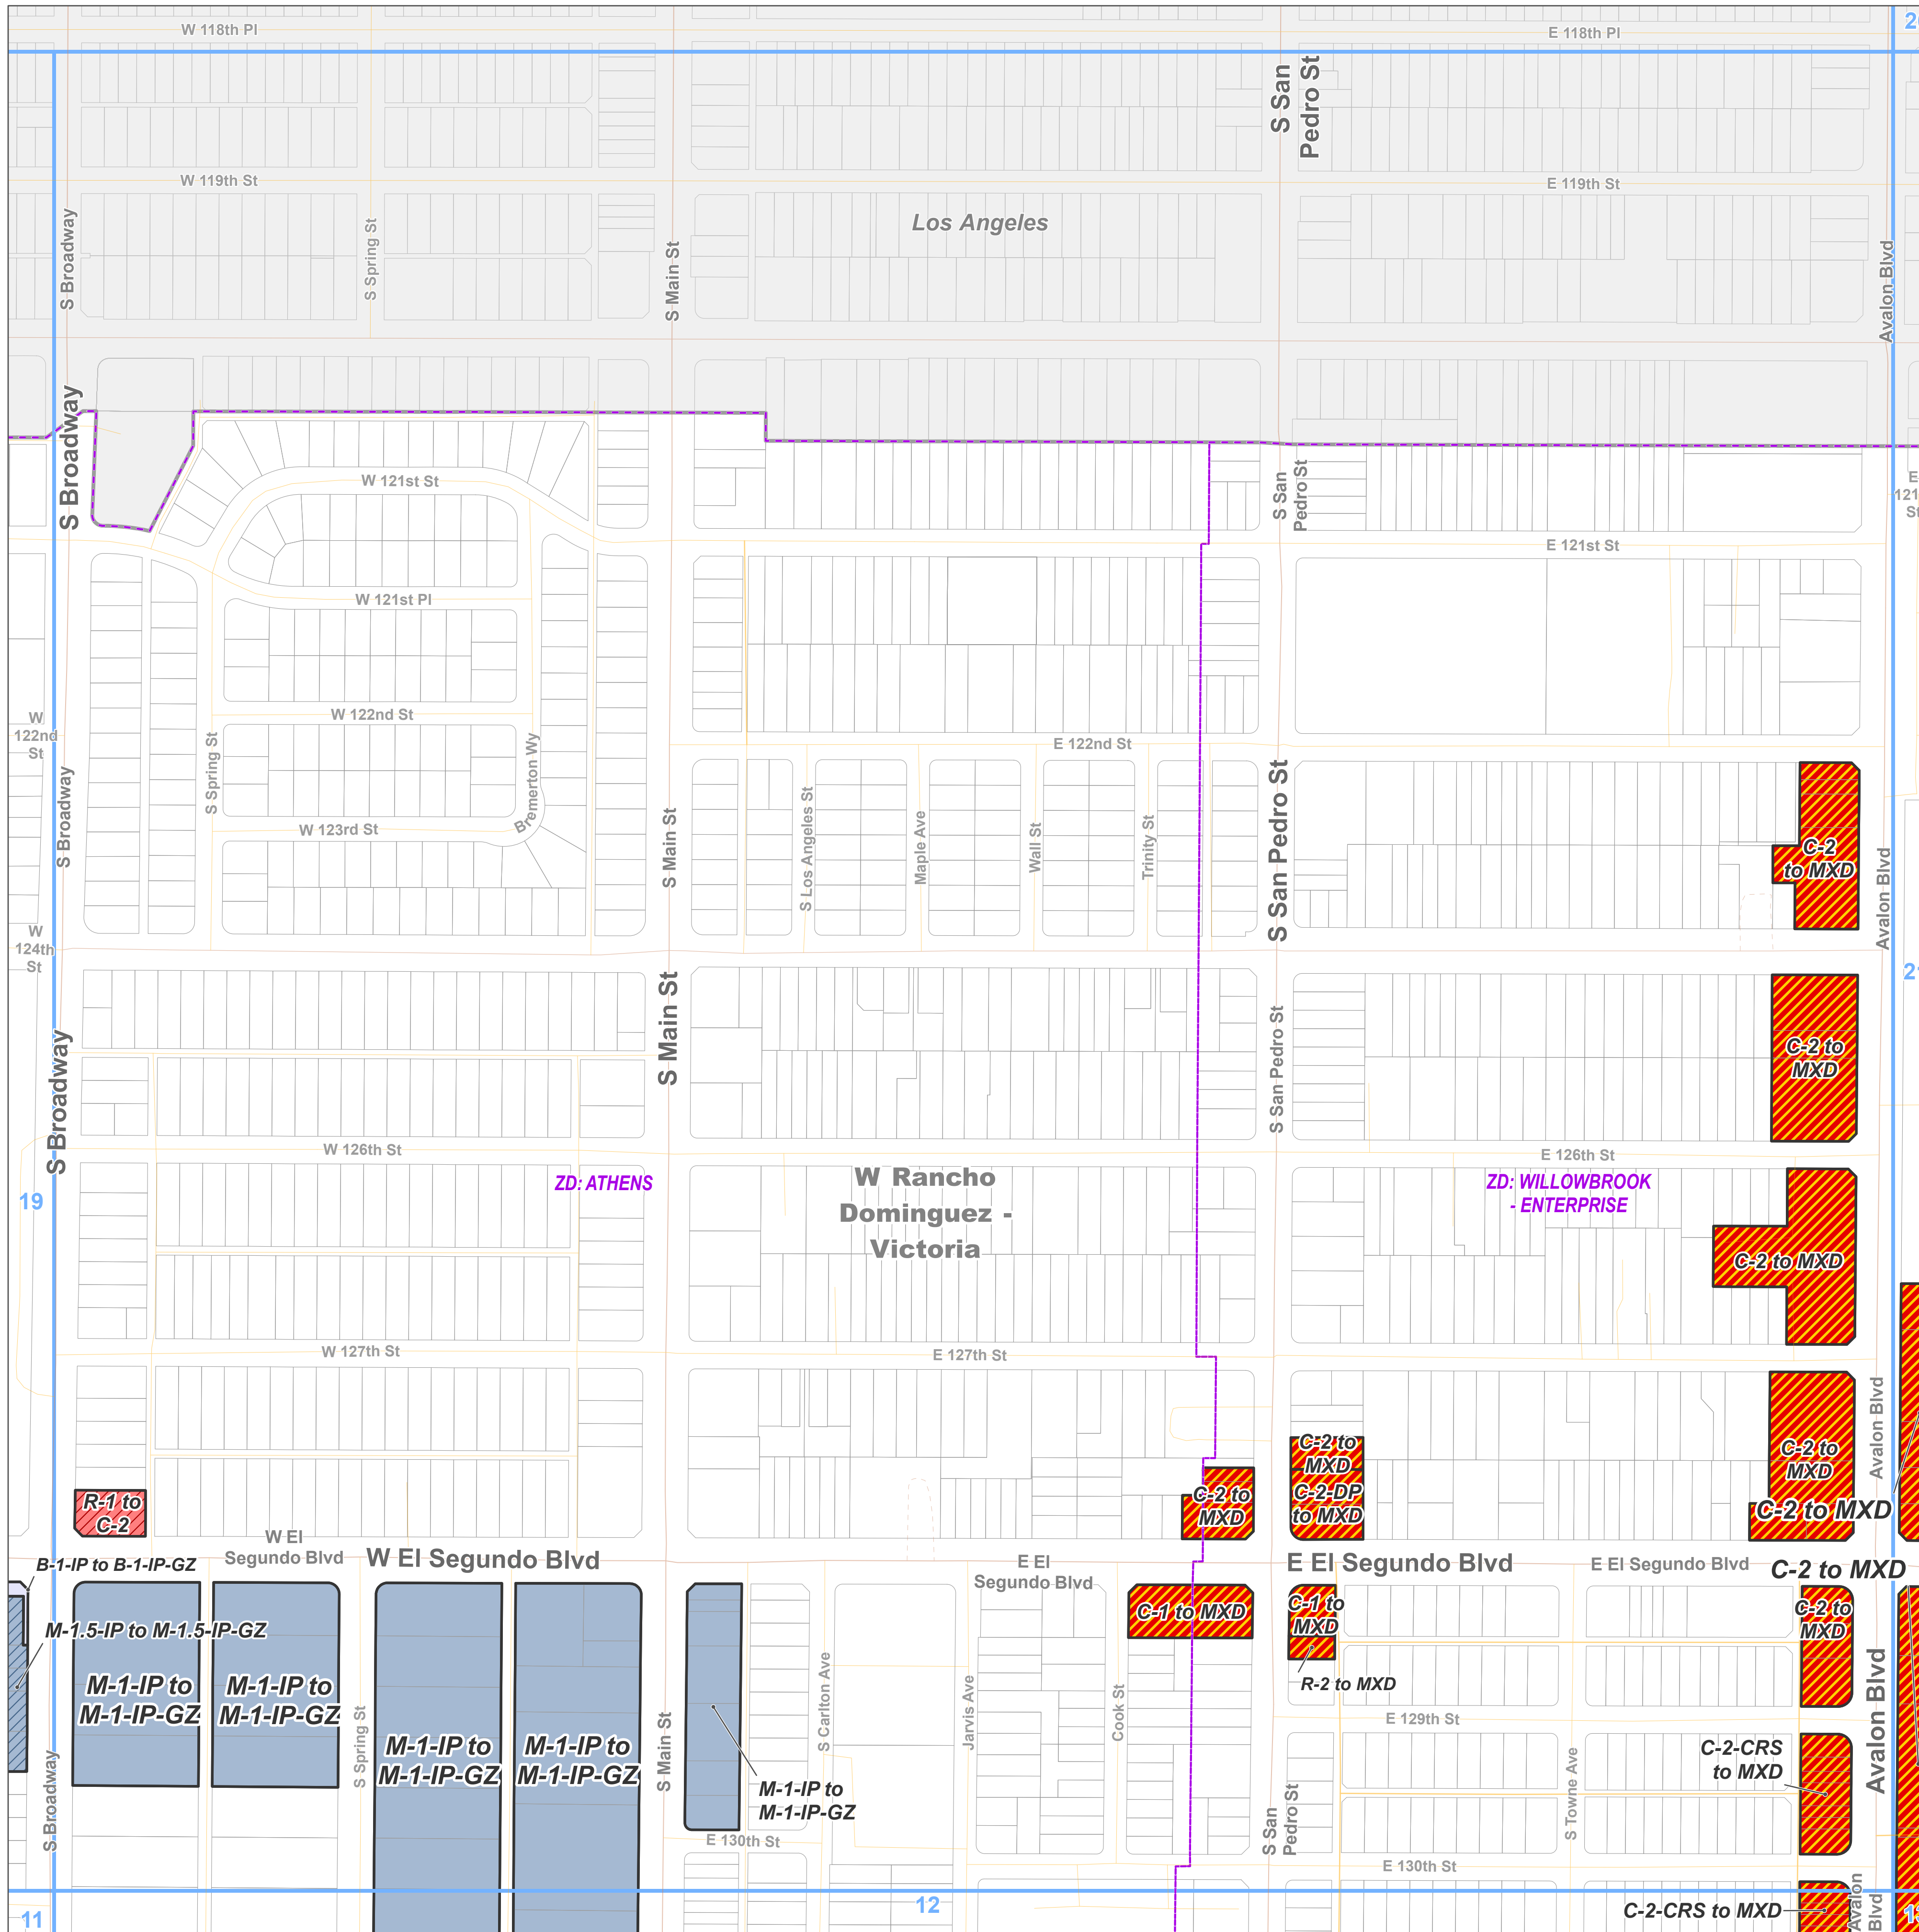 W 118th Pl
E 118th Pl
S San
Pedro St
W 119th St
E 119th St
Los Angeles
S Broadway
S Spring St
S Main St
Avalon Blvd
S Broadway
W 121st St
S San
Pedro St
E
121
St
E 121st St
W 121st Pl
W
122nd
St
W 122nd St
E 122nd St
S Spring St
Bremerton Wy
S Broadway
W 123rd St
S Main St
S Los Angeles St
Maple Ave
Wall St
Trinity St
S San Pedro St
C-2
to MXD
Avalon Blvd
W
124th
St
21
S Broadway
S Main St
S San Pedro St
C-2 to
MXD
W 126th St
E 126th St
19
ZD: ATHENS
W Rancho
Dominguez -
Victoria
ZD: WILLOWBROOK
- ENTERPRISE
C-2 to MXD
W 127th St
E 127th St
Avalon Blvd
C-2 to
MXD
C-2-DP
to MXD
C-2 to
MXD
C-2 to
MXD
C-2 to MXD
R-1 to
C-2
W El
Segundo Blvd
W El Segundo Blvd
E El
Segundo Blvd
E El Segundo Blvd
E El Segundo Blvd
C-2 to MXD
B-1-IP to B-1-IP-GZ
M-1.5-IP to M-1.5-IP-GZ
C-1 to MXD
C-1 to
MXD
C-2 to
MXD
R-2 to MXD
M-1-IP to
M-1-IP-GZ
M-1-IP to
M-1-IP-GZ
M-1-IP to
M-1-IP-GZ
M-1-IP to
M-1-IP-GZ
M-1-IP to
M-1-IP-GZ
S Broadway
S Spring St
S Main St
S Carlton Ave
Jarvis Ave
Cook St
E 129th St
C-2-CRS
to MXD
Avalon Blvd
S Towne Ave
S San
Pedro St
E 130th St
E 130th St
11
12
C-2-CRS to MXD
Avalon
Blvd